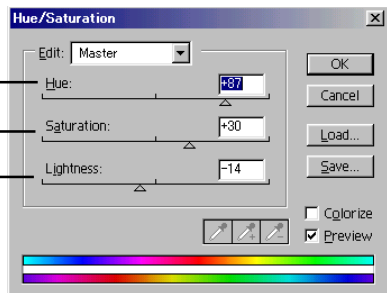 Hue/Saturation
Edit: Master
OK
Hue: +87
Cancel
Saturation: +30
Load...
Lightness: -14
Save...
Colorize
Preview